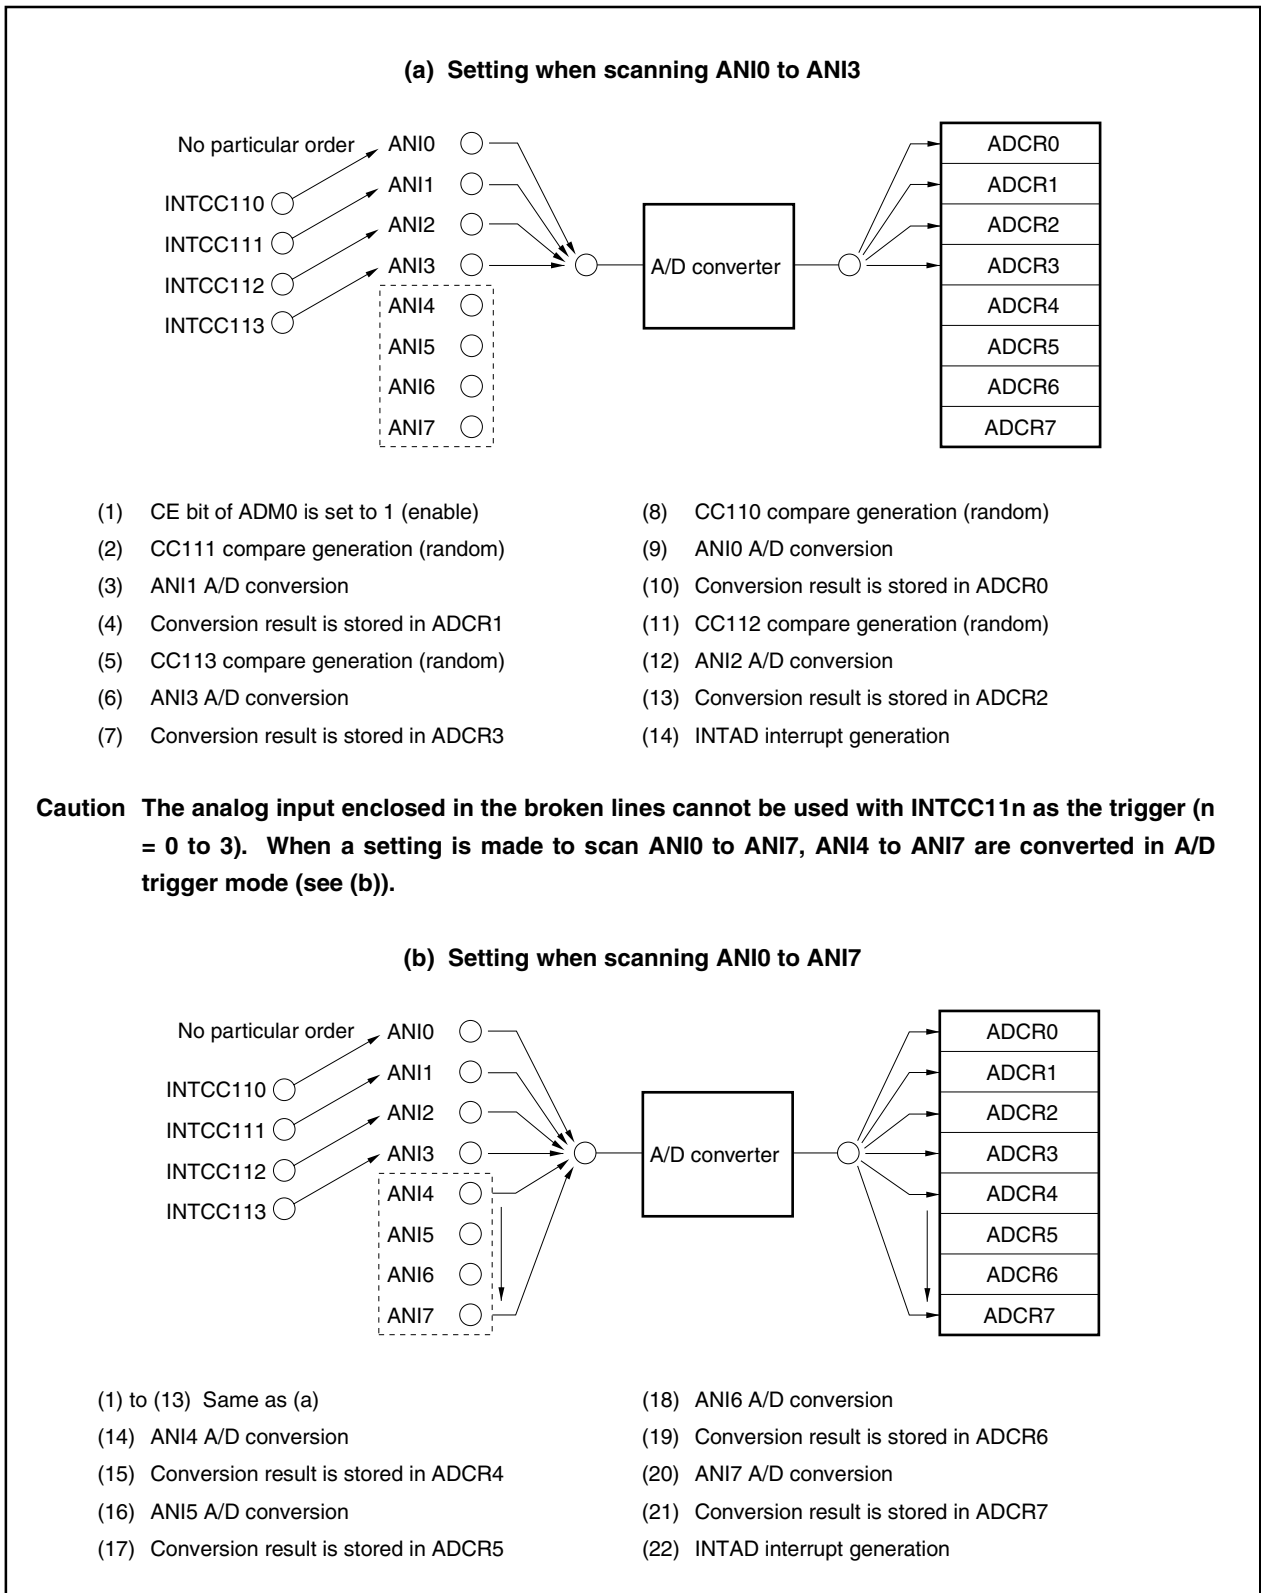 (a) Setting when scanning ANI0 to ANI3
No particular order
ANI0
ANI1
ANI2
ANI3
ANI4
ANI5
ANI6
ANI7
INTCC110
INTCC111
INTCC112
INTCC113
A/D converter
ADCR0
ADCR1
ADCR2
ADCR3
ADCR4
ADCR5
ADCR6
ADCR7
(1) CE bit of ADM0 is set to 1 (enable)
(2) CC111 compare generation (random)
(3) ANI1 A/D conversion
(4) Conversion result is stored in ADCR1
(5) CC113 compare generation (random)
(6) ANI3 A/D conversion
(7) Conversion result is stored in ADCR3
(8) CC110 compare generation (random)
(9) ANI0 A/D conversion
(10) Conversion result is stored in ADCR0
(11) CC112 compare generation (random)
(12) ANI2 A/D conversion
(13) Conversion result is stored in ADCR2
(14) INTAD interrupt generation
Caution The analog input enclosed in the broken lines cannot be used with INTCC11n as the trigger (n
= 0 to 3). When a setting is made to scan ANI0 to ANI7, ANI4 to ANI7 are converted in A/D
trigger mode (see (b)).
(b) Setting when scanning ANI0 to ANI7
No particular order
ANI0
ANI1
ANI2
ANI3
ANI4
ANI5
ANI6
ANI7
INTCC110
INTCC111
INTCC112
INTCC113
A/D converter
ADCR0
ADCR1
ADCR2
ADCR3
ADCR4
ADCR5
ADCR6
ADCR7
(1) to (13) Same as (a)
(14) ANI4 A/D conversion
(15) Conversion result is stored in ADCR4
(16) ANI5 A/D conversion
(17) Conversion result is stored in ADCR5
(18) ANI6 A/D conversion
(19) Conversion result is stored in ADCR6
(20) ANI7 A/D conversion
(21) Conversion result is stored in ADCR7
(22) INTAD interrupt generation